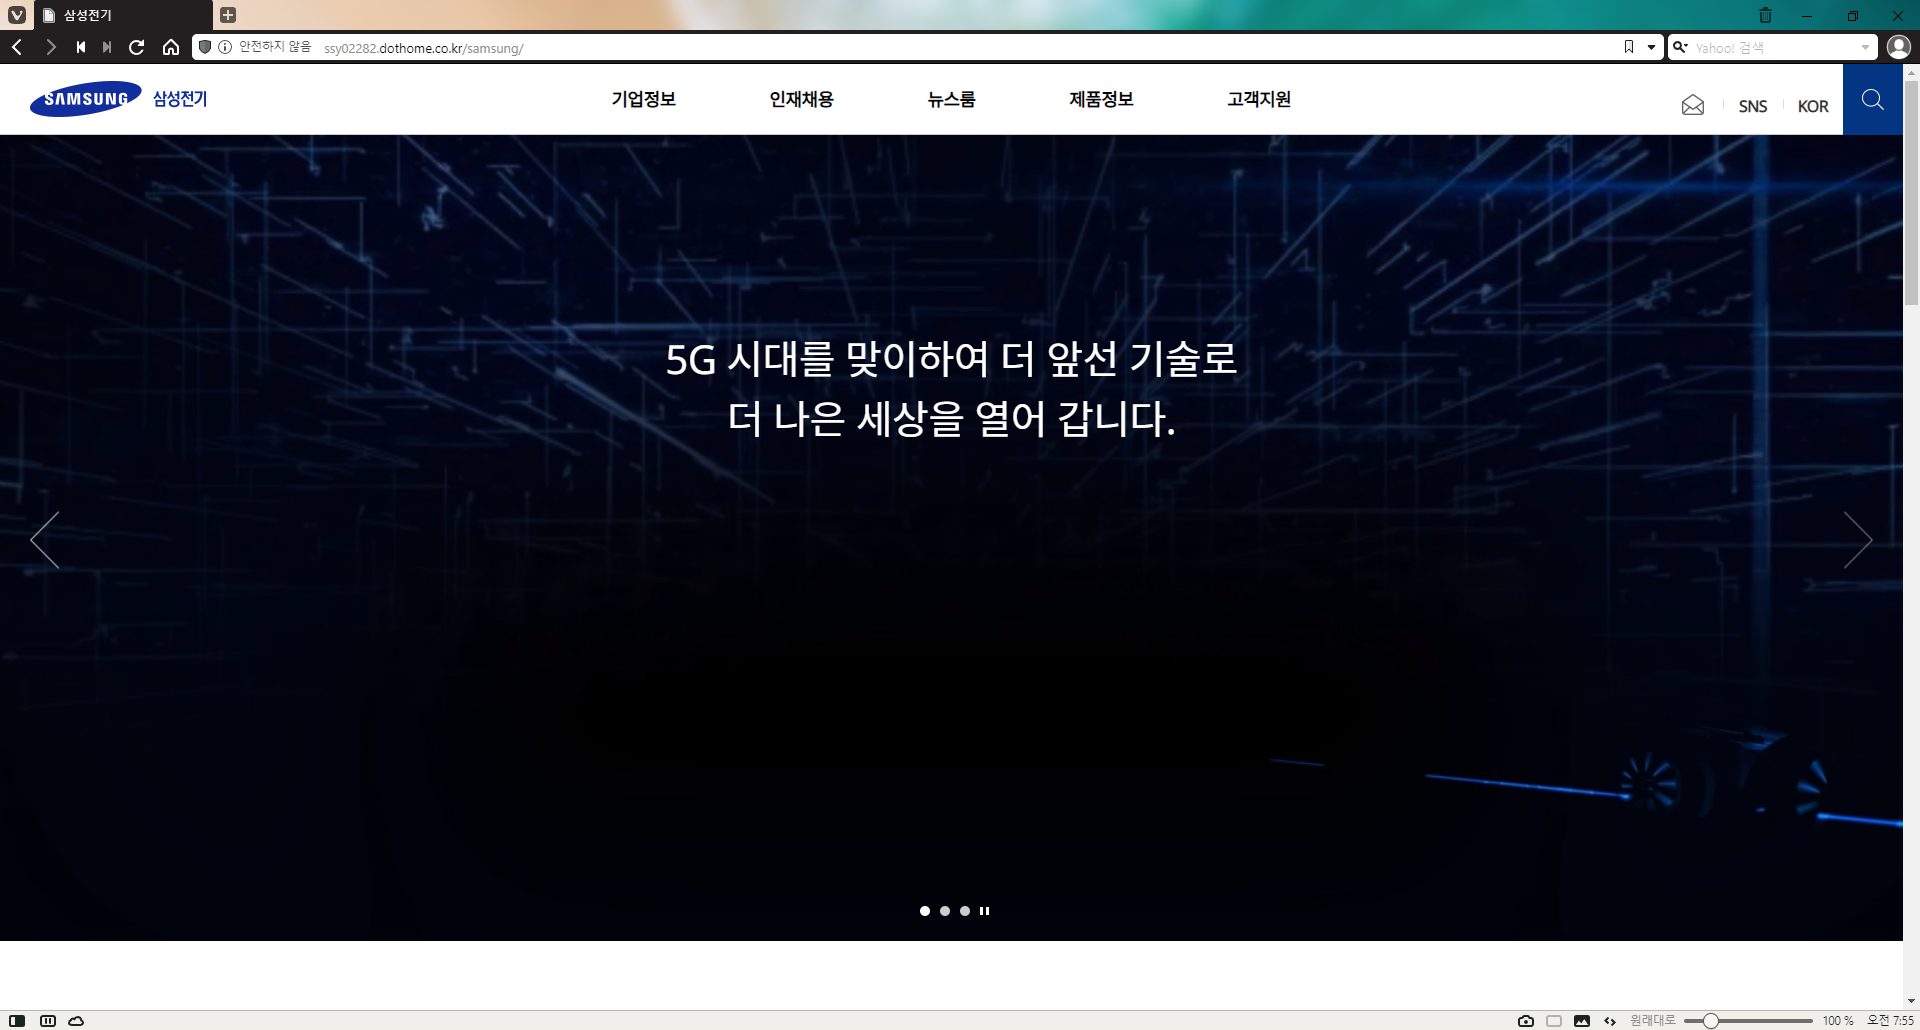 삼성전기
안전하지 않음 ssy02282.dothome.co.kr/samsung/
Yahoo! 검색
SAMSUNG 삼성전기
기업정보 인재채용 뉴스룸 제품정보 고객지원
SNS KOR
5G 시대를 맞이하여 더 앞선 기술로
더 나은 세상을 열어 갑니다.
원래대로 100 % 오전 7:55